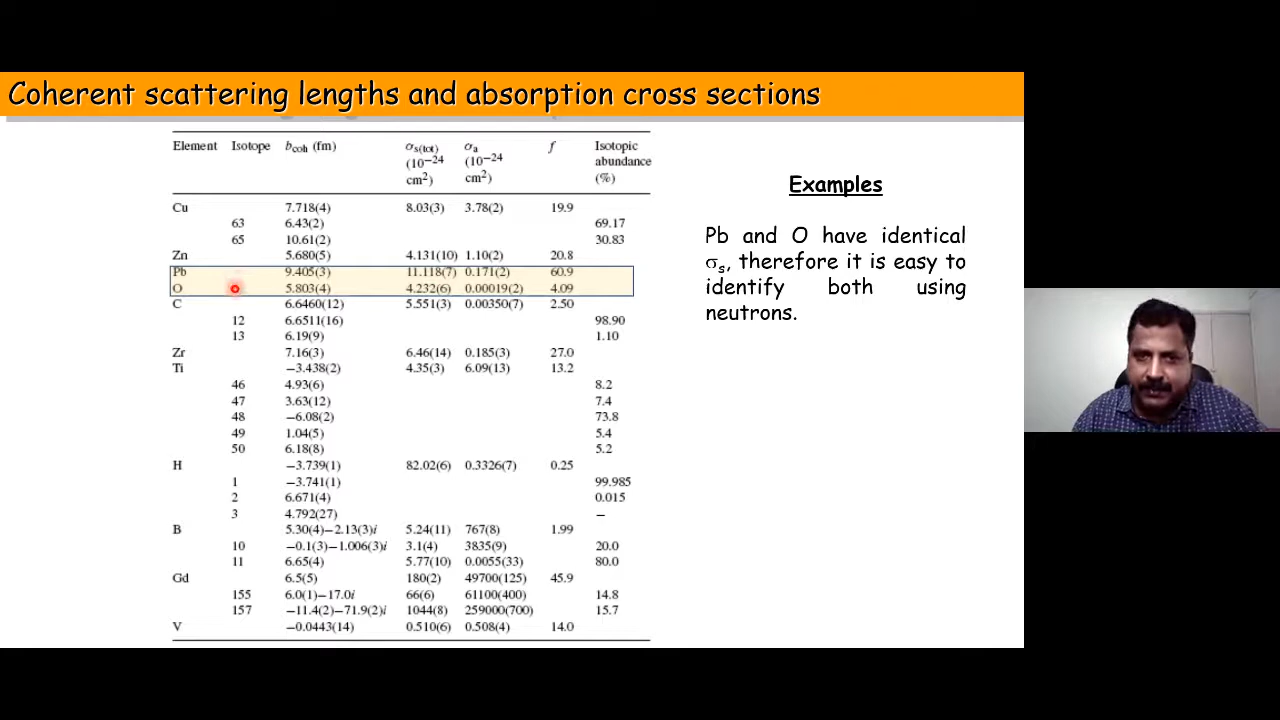 Coherent scattering lengths and absorption cross sections
Element Isotope b_coh (fm) σ_s(tot) (10⁻²⁴ cm²) σ_a (10⁻²⁴ cm²) f Isotopic abundance (%)
Cu 7.718(4) 8.03(3) 3.78(2) 19.9
63 6.43(2) 69.17
65 10.61(2) 30.83
Zn 5.680(5) 4.131(10) 1.10(2) 20.8
Pb 9.405(3) 11.118(7) 0.171(2) 60.9
O 5.803(4) 4.232(6) 0.00019(2) 4.09
C 6.6460(12) 5.551(3) 0.00350(7) 2.50
12 6.6511(16) 98.90
13 6.19(9) 1.10
Zr 7.16(3) 6.46(14) 0.185(3) 27.0
Ti −3.438(2) 4.35(3) 6.09(13) 13.2
46 4.93(6) 8.2
47 3.63(12) 7.4
48 −6.08(2) 73.8
49 1.04(5) 5.4
50 6.18(8) 5.2
H −3.739(1) 82.02(6) 0.3326(7) 0.25
1 −3.741(1) 99.985
2 6.671(4) 0.015
3 4.792(27) –
B 5.30(4)−2.13(3)i 5.24(11) 767(8) 1.99
10 −0.1(3)−1.006(3)i 3.1(4) 3835(9) 20.0
11 6.65(4) 5.77(10) 0.0055(33) 80.0
Gd 6.5(5) 180(2) 49700(125) 45.9
155 6.0(1)−17.0i 66(6) 61100(400) 14.8
157 −11.4(2)−71.9(2)i 1044(8) 259000(700) 15.7
V −0.0443(14) 0.510(6) 0.508(4) 14.0
Examples
Pb and O have identical
σs, therefore it is easy to
identify both using
neutrons.